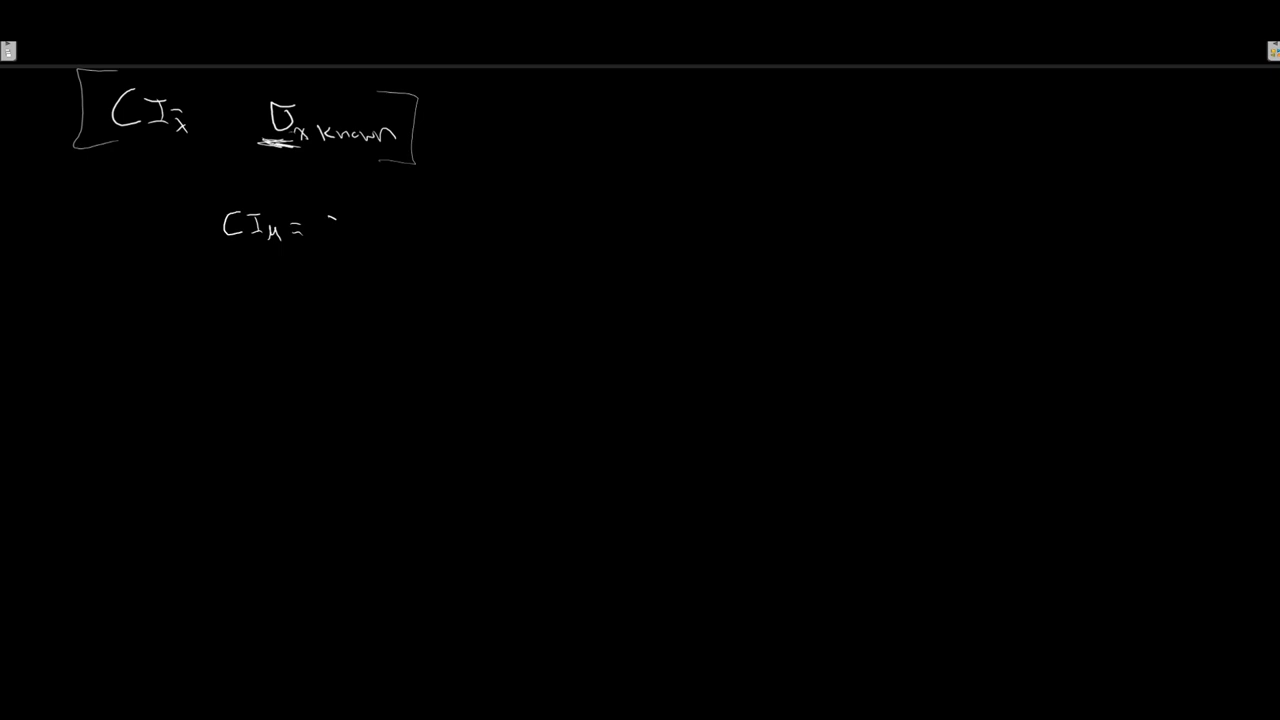 CI x̄ σx known
CIμ =